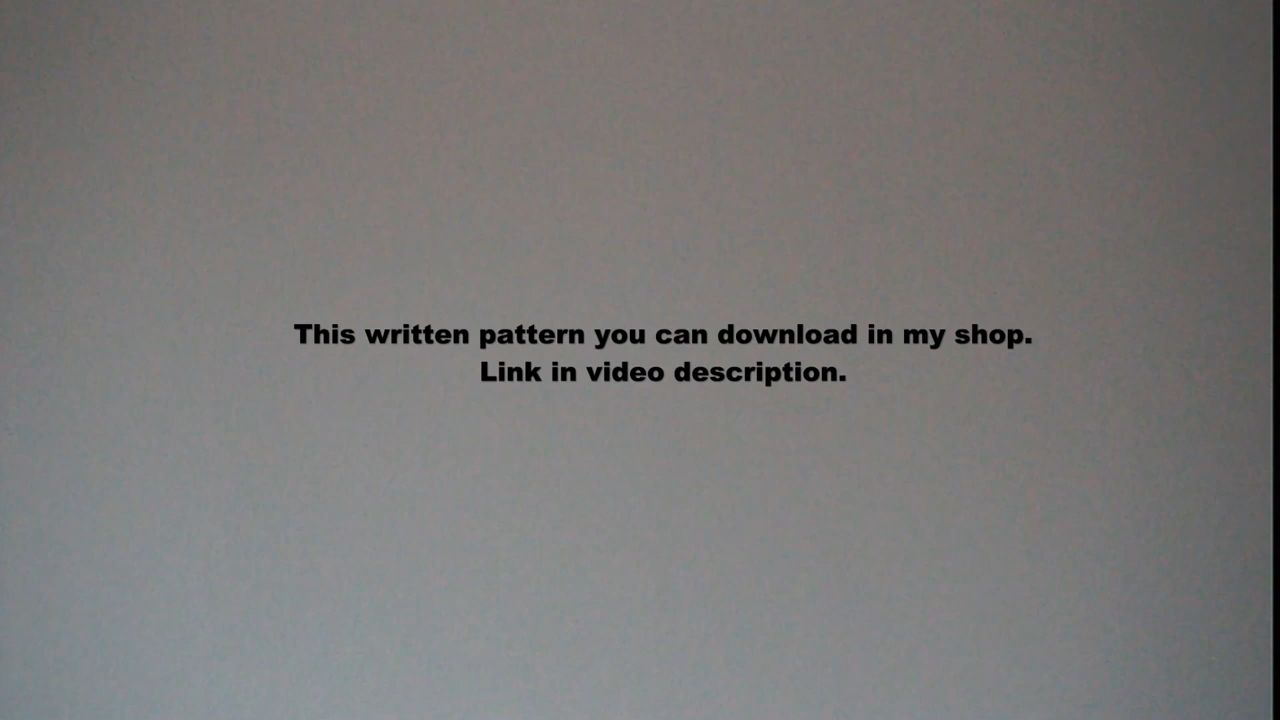 This written pattern you can download in my shop.
Link in video description.